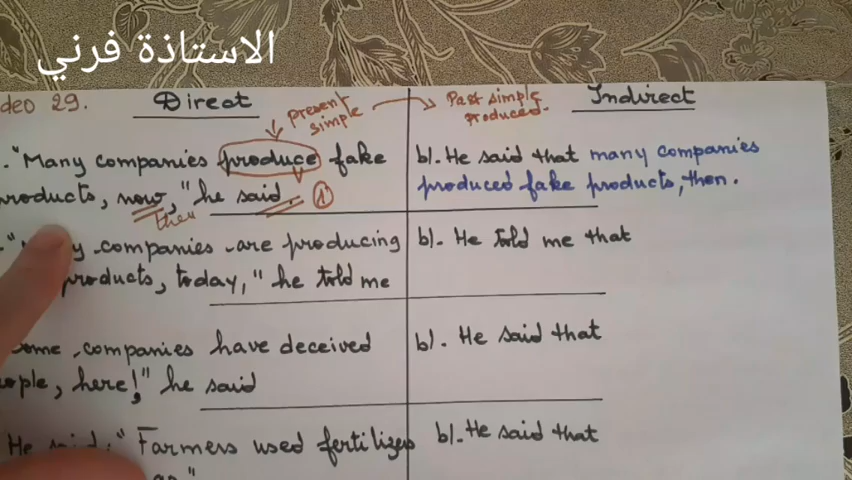 الاستاذة فرني
deo 29.
Direct
present simple
Past simple produced.
Indirect
."Many companies produce fake
products, now," he said. 1
then
b). He said that many companies
produced fake products, then.
companies are producing
products, today," he told me
b). He told me that
some companies have deceived
ople, here!" he said
b). He said that
He said: "Farmers used fertilizers
b). He said that